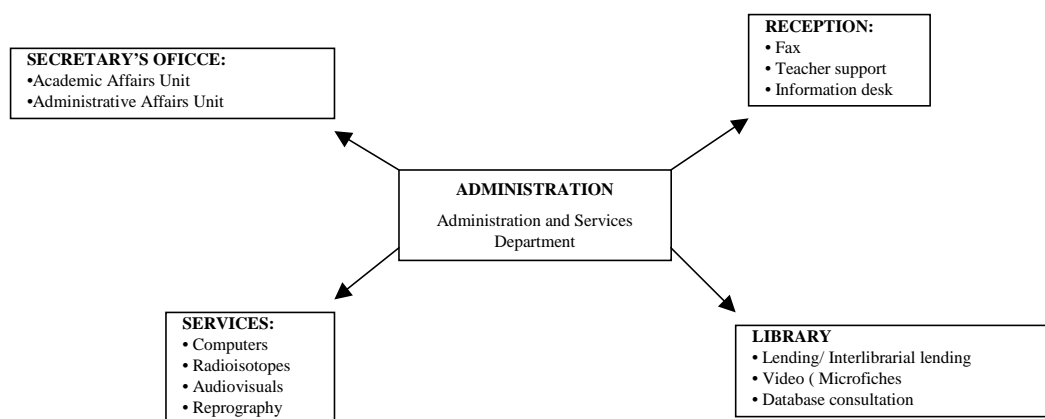 RECEPTION:
• Fax
• Teacher support
• Information desk
SECRETARY’S OFICCE:
•Academic Affairs Unit
•Administrative Affairs Unit
ADMINISTRATION
Administration and Services
Department
SERVICES:
• Computers
• Radioisotopes
• Audiovisuals
• Reprography
LIBRARY
• Lending/ Interlibrarial lending
• Video ( Microfiches
• Database consultation